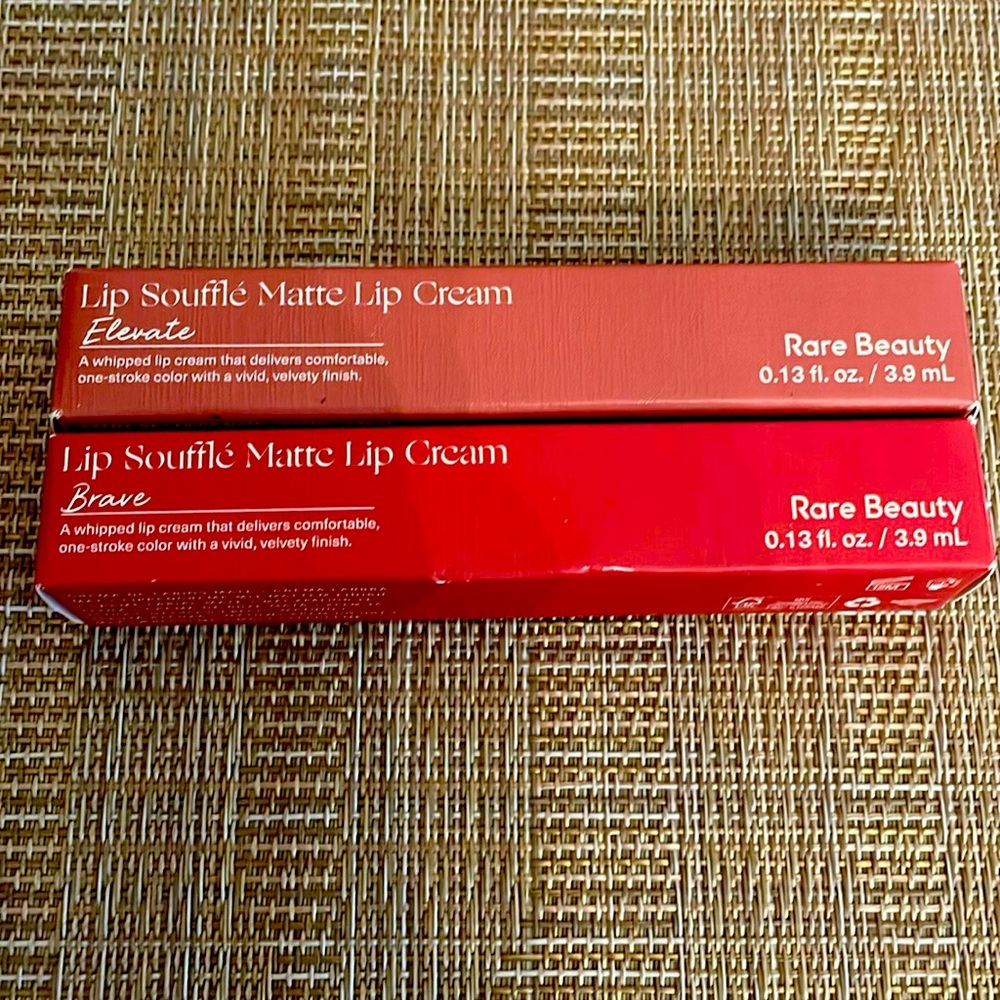 Lip Soufflé Matte Lip Cream
Elevate
A whipped lip cream that delivers comfortable,
one-stroke color with a vivid, velvety finish.
Rare Beauty
0.13 fl. oz. / 3.9 mL
Lip Soufflé Matte Lip Cream
Brave
A whipped lip cream that delivers comfortable,
one-stroke color with a vivid, velvety finish.
Rare Beauty
0.13 fl. oz. / 3.9 mL